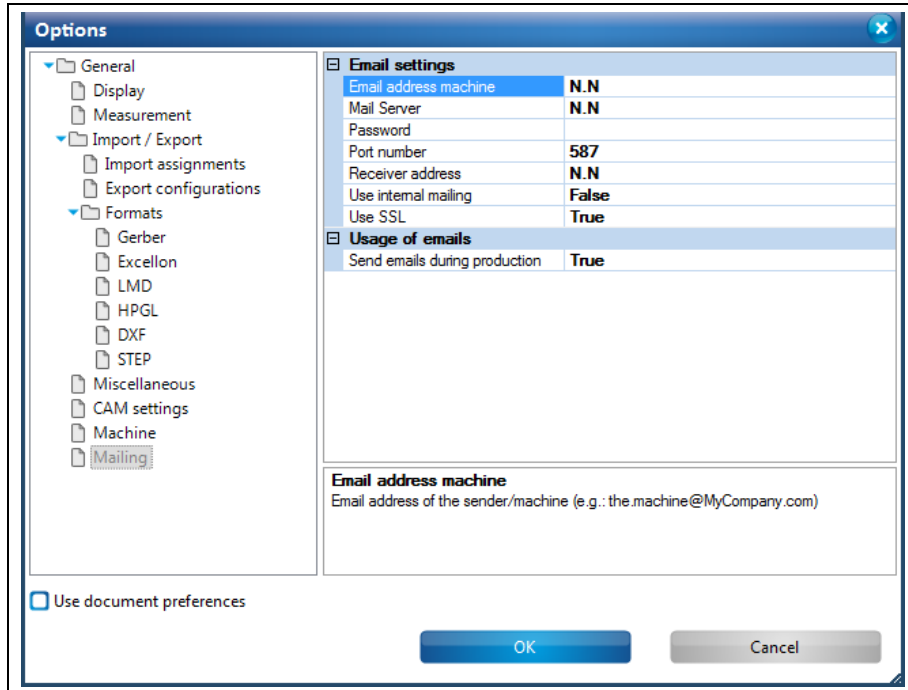 Options
General
Display
Measurement
Import / Export
Import assignments
Export configurations
Formats
Gerber
Excellon
LMD
HPGL
DXF
STEP
Miscellaneous
CAM settings
Machine
Mailing
Email settings
Email address machine N.N
Mail Server N.N
Password
Port number 587
Receiver address N.N
Use internal mailing False
Use SSL True
Usage of emails
Send emails during production True
Email address machine
Email address of the sender/machine (e.g.: the.machine@MyCompany.com)
Use document preferences
OK Cancel